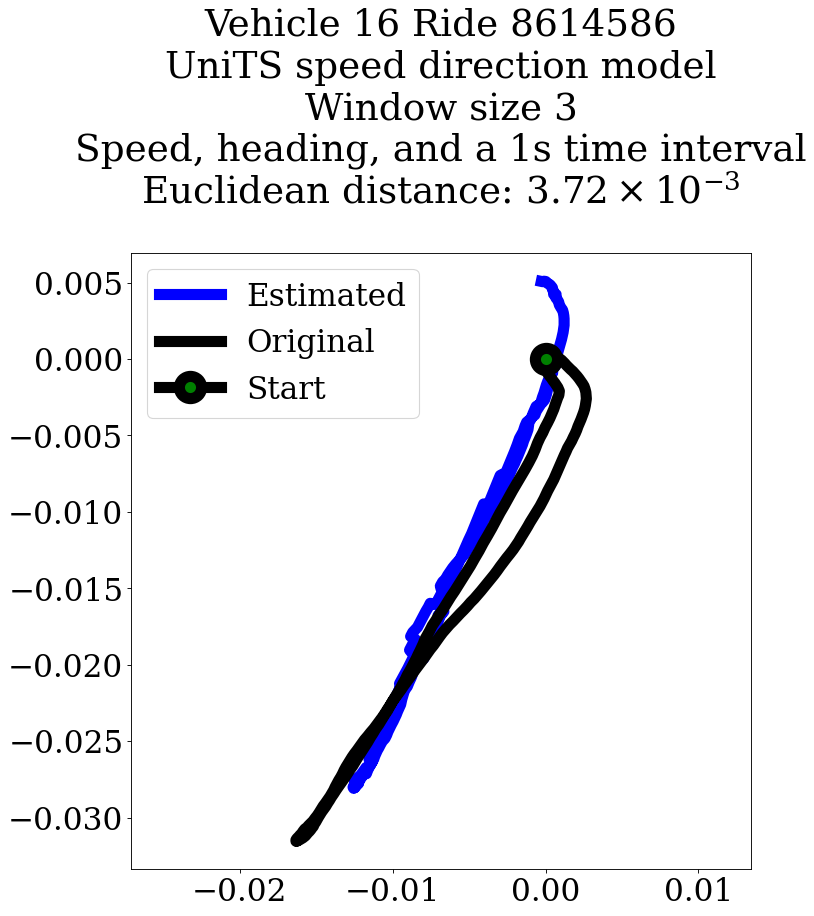 Vehicle 16 Ride 8614586
UniTS speed direction model
Window size 3
Speed, heading, and a 1s time interval
Euclidean distance: 3.72 × 10⁻³
Estimated
Original
Start
0.005
0.000
−0.005
−0.010
−0.015
−0.020
−0.025
−0.030
−0.02 −0.01 0.00 0.01